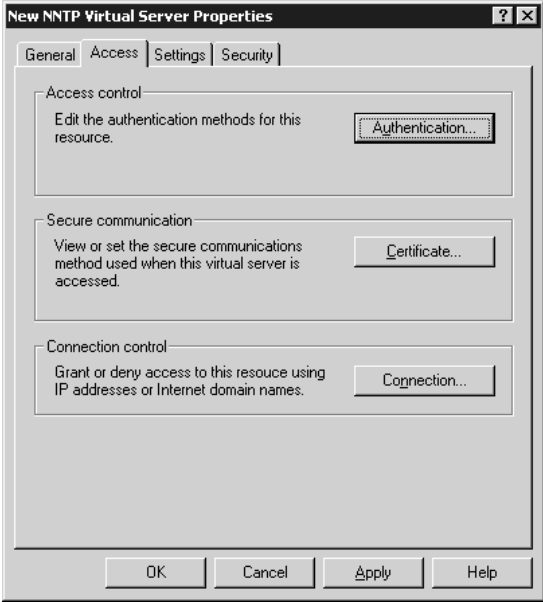 New NNTP Virtual Server Properties
General Access Settings Security
Access control
Edit the authentication methods for this
resource.
Authentication...
Secure communication
View or set the secure communications
method used when this virtual server is
accessed.
Certificate...
Connection control
Grant or deny access to this resouce using
IP addresses or Internet domain names.
Connection...
OK Cancel Apply Help